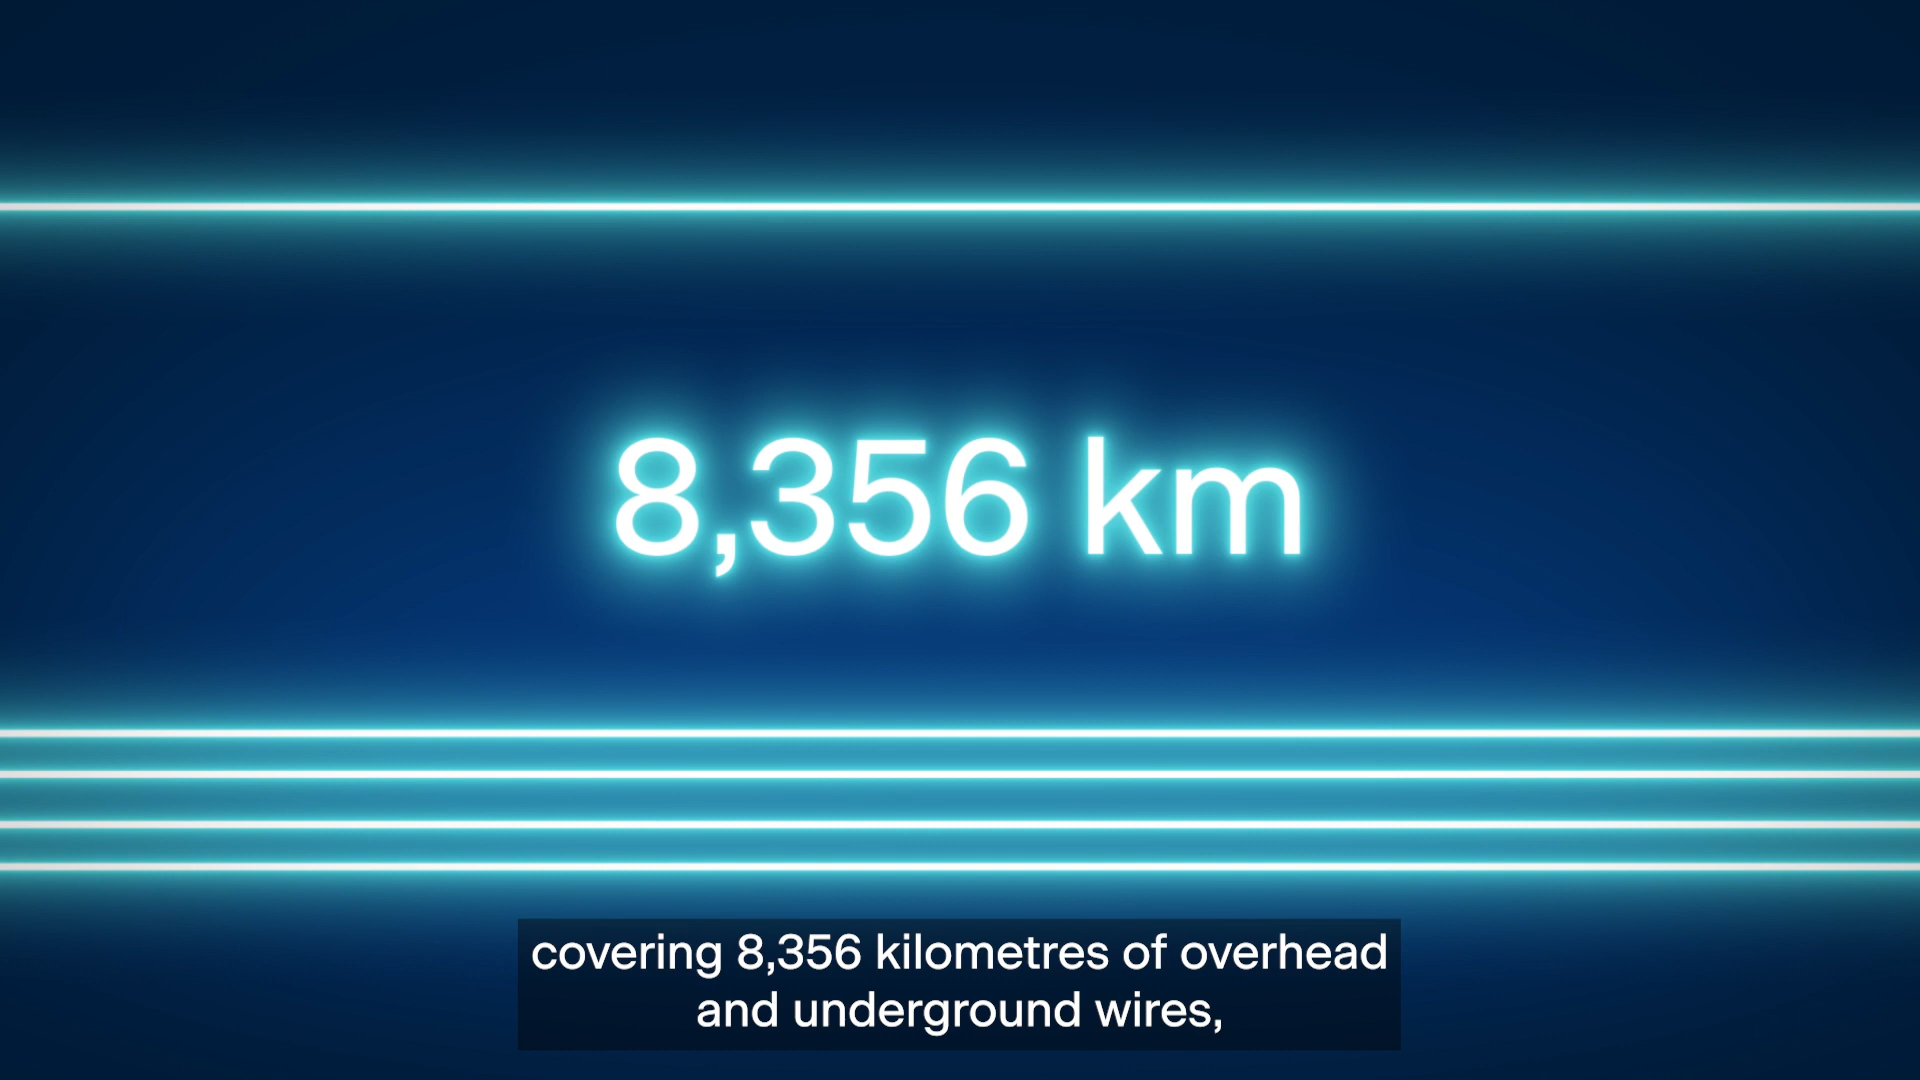 8,356 km
covering 8,356 kilometres of overhead
and underground wires,